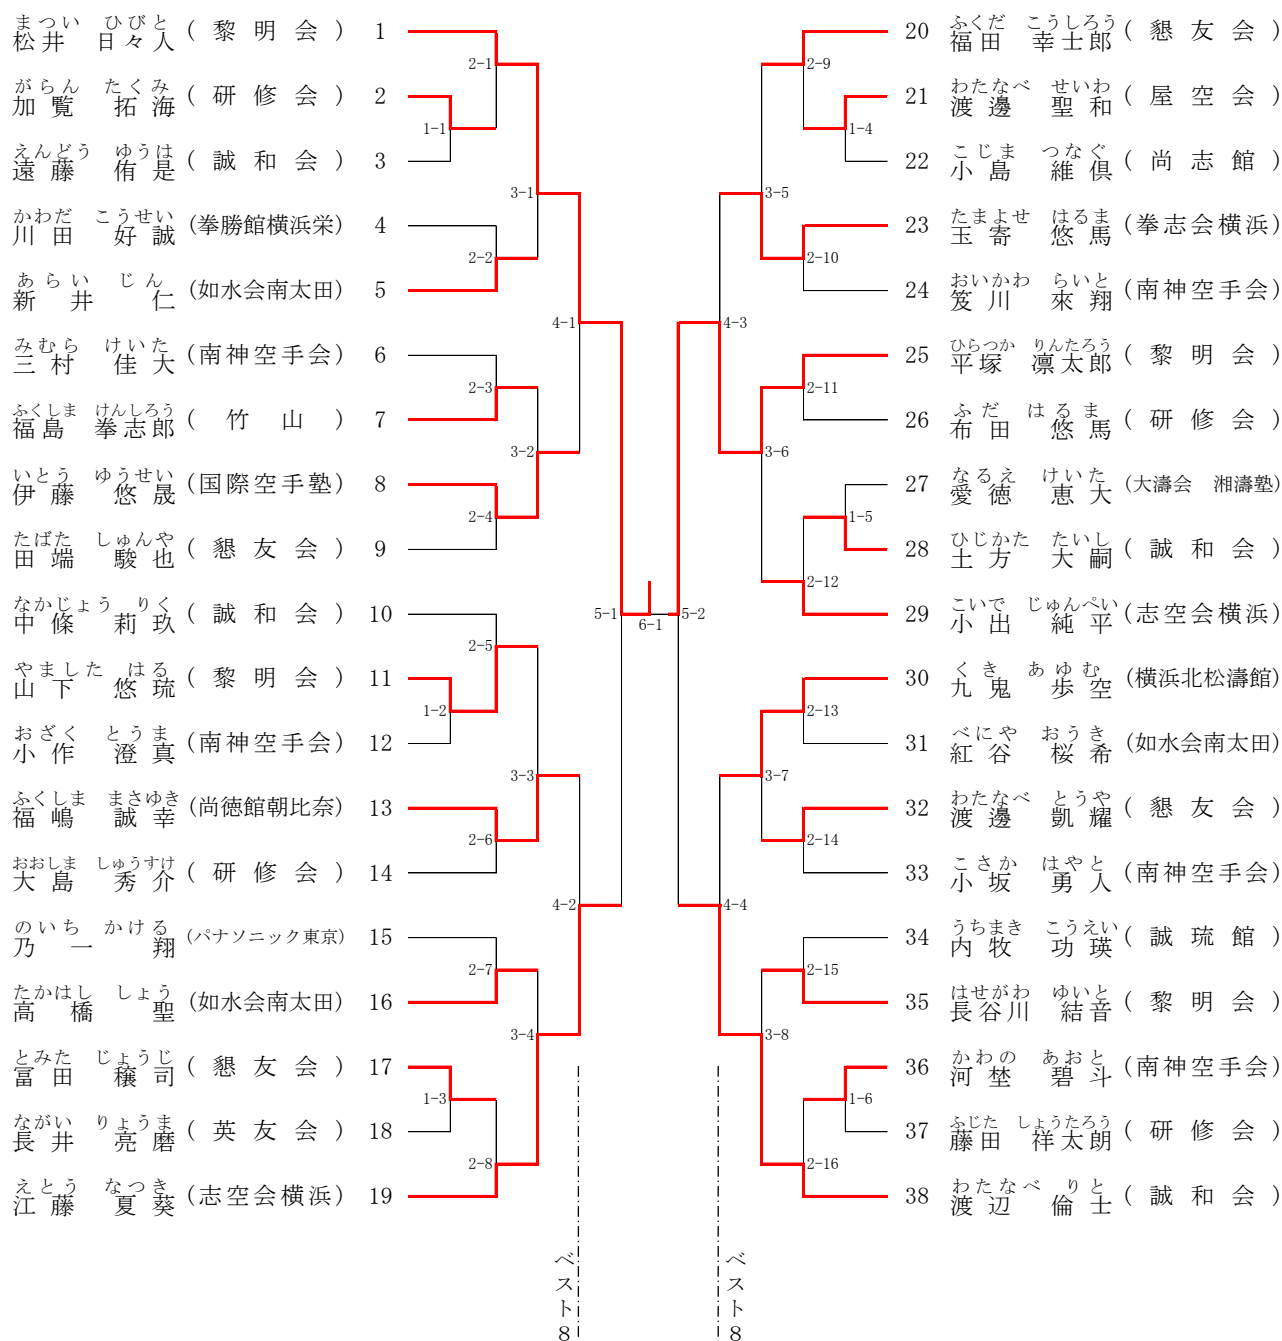 まつい ひびと
松井 日々人 (黎明会) 1
2-1
がらん たくみ
加覧 拓海 (研修会) 2
1-1
えんどう ゆうは
遠藤 侑是 (誠和会) 3
3-1
かわだ こうせい
川田 好誠 (拳勝館横浜栄) 4
2-2
あらい じん
新井 仁 (如水会南太田) 5
4-1
みむら けいた
三村 佳大 (南神空手会) 6
2-3
ふくしま けんしろう
福島 拳志郎 (竹山) 7
3-2
いとう ゆうせい
伊藤 悠晟 (国際空手塾) 8
2-4
たばた しゅんや
田端 駿也 (懇友会) 9
なかじょう りく
中條 莉玖 (誠和会) 10
5-1
2-5
やました はる
山下 悠琉 (黎明会) 11
1-2
おざく とうま
小作 澄真 (南神空手会) 12
3-3
ふくしま まさゆき
福嶋 誠幸 (尚徳館朝比奈) 13
2-6
おおしま しゅうすけ
大島 秀介 (研修会) 14
4-2
のいち かける
乃一 翔 (パナソニック東京) 15
2-7
たかはし しょう
高橋 聖 (如水会南太田) 16
3-4
とみた じょうじ
冨田 穣司 (懇友会) 17
1-3
ながい りょうま
長井 亮磨 (英友会) 18
2-8
えとう なつき
江藤 夏葵 (志空会横浜) 19
ベスト8
6-1
20 ふくだ こうしろう
福田 幸士郎 (懇友会)
2-9
21 わたなべ せいわ
渡邊 聖和 (屋空会)
1-4
22 こじま つなぐ
小島 維倶 (尚志館)
3-5
23 たまよせ はるま
玉寄 悠馬 (拳志会横浜)
2-10
24 おいかわ らいと
笈川 來翔 (南神空手会)
4-3
25 ひらつか りんたろう
平塚 凛太郎 (黎明会)
2-11
26 ふだ はるま
布田 悠馬 (研修会)
3-6
27 なるえ けいた
愛徳 恵大 (大濤会 湘濤塾)
1-5
28 ひじかた たいし
土方 大嗣 (誠和会)
2-12
29 こいで じゅんぺい
小出 純平 (志空会横浜)
5-2
30 くき あゆむ
九鬼 歩空 (横浜北松濤館)
2-13
31 べにや おうき
紅谷 桜希 (如水会南太田)
3-7
32 わたなべ とうや
渡邊 凱耀 (懇友会)
2-14
33 こさか はやと
小坂 勇人 (南神空手会)
4-4
34 うちまき こうえい
内牧 功瑛 (誠琉館)
2-15
35 はせがわ ゆいと
長谷川 結音 (黎明会)
3-8
36 かわの あおと
河埜 碧斗 (南神空手会)
1-6
37 ふじた しょうたろう
藤田 祥太朗 (研修会)
2-16
38 わたなべ りと
渡辺 倫士 (誠和会)
ベスト8